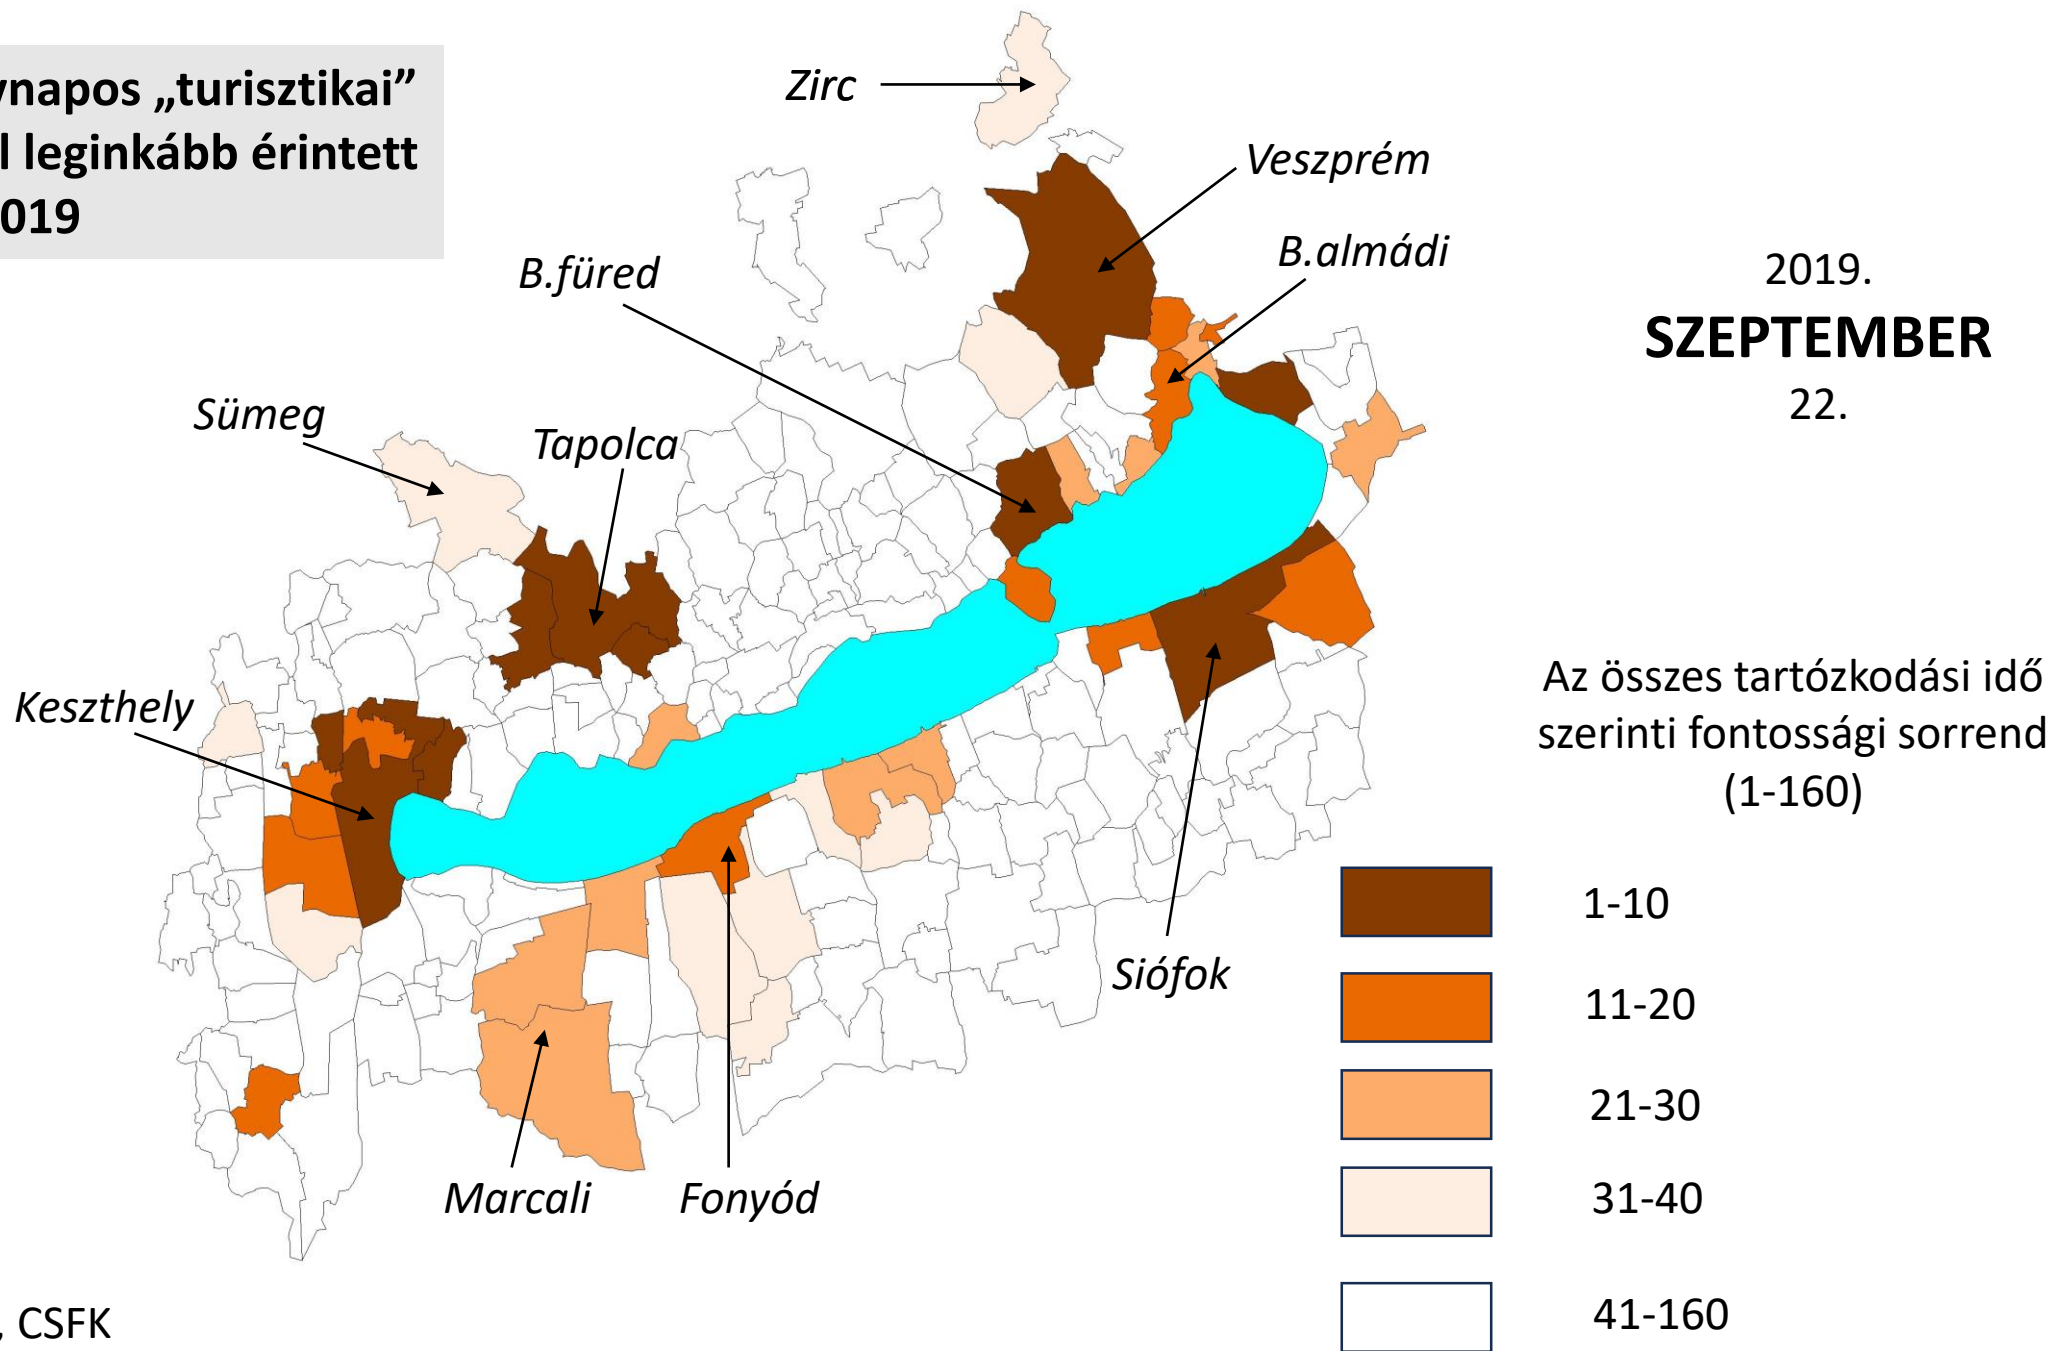 ynapos „turisztikai”
l leginkább érintett
019
Zirc
Veszprém
B.almádi
B.füred
Sümeg
Tapolca
Keszthely
2019.
SZEPTEMBER
22.
Az összes tartózkodási idő
szerinti fontossági sorrend
(1-160)
1-10
11-20
21-30
31-40
41-160
Siófok
Marcali
Fonyód
, CSFK